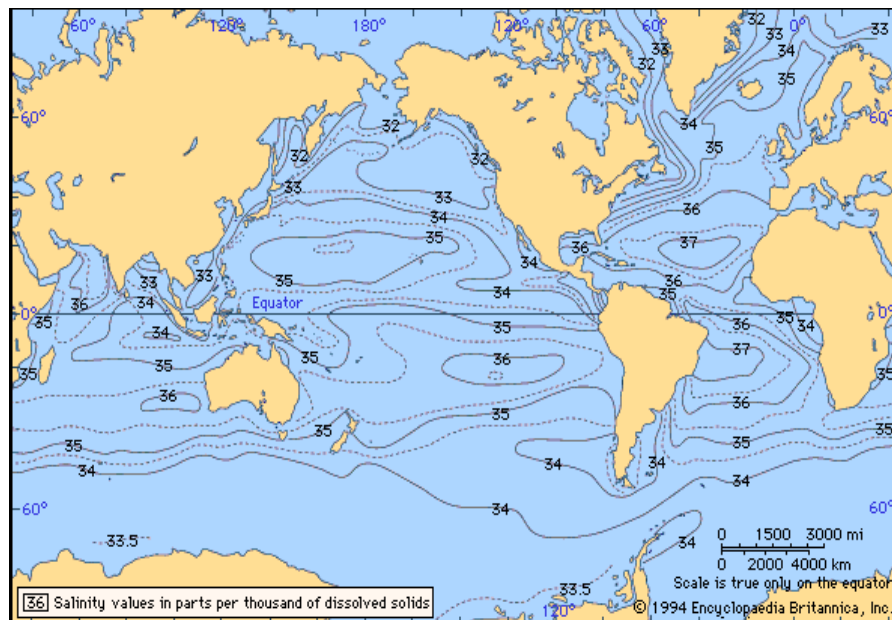 60° 120° 180° 120° 60° 0°
32 33 34 35 33
33
32
60° 60°
32 32 34
32 35
33 33 36
34
35 37
36
33 34 36
33 35
36 34 34 35
0° Equator 0°
35 35 36 35 34
34
35 35 37
35 36 35
36 36
35 35
35 35
35
34 34 34 34
60° 34 60°
33.5 34
0 1500 3000 mi
0 2000 4000 km
33.5 Scale is true only on the equator
36 Salinity values in parts per thousand of dissolved solids
120° © 1994 Encyclopaedia Britannica, Inc.